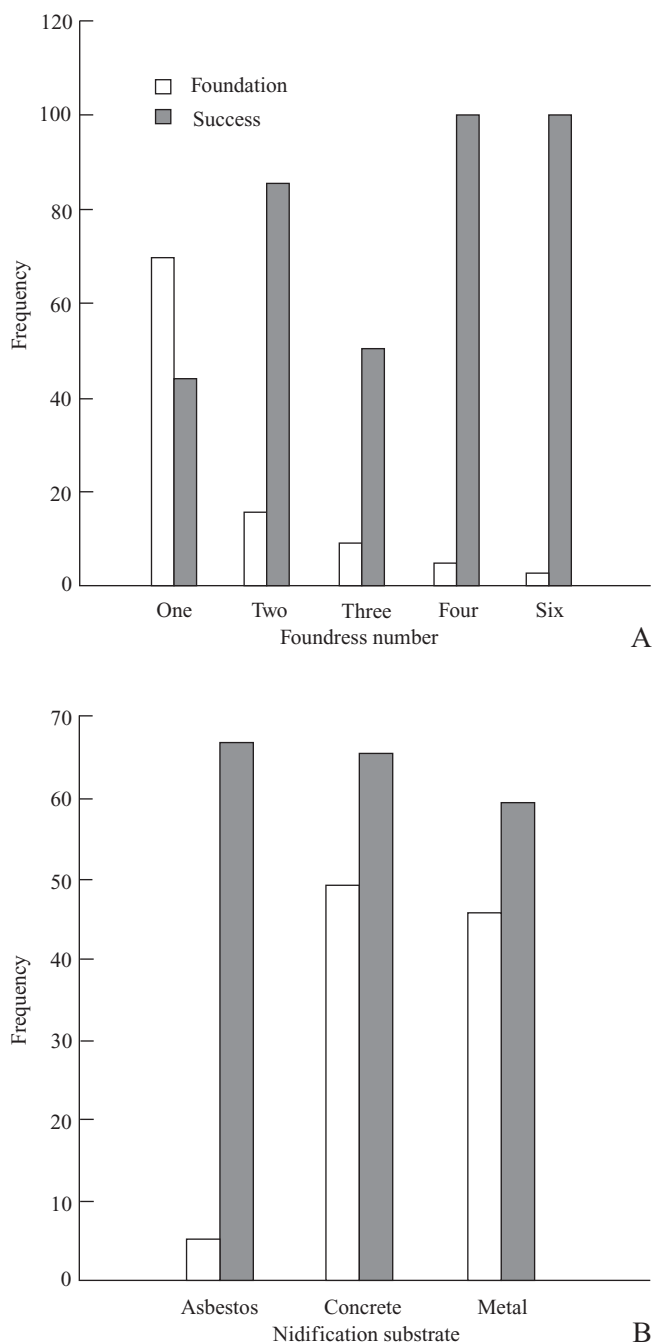 120
100
80
60
40
20
0
Frequency
Foundation
Success
One Two Three Four Six
Foundress number
A
70
60
50
40
30
20
10
0
Frequency
Asbestos Concrete Metal
Nidification substrate
B